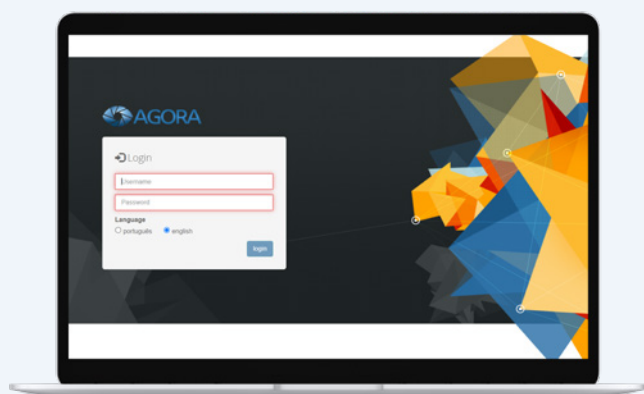 AGORA
Login
Username
Password
Language
português english
login